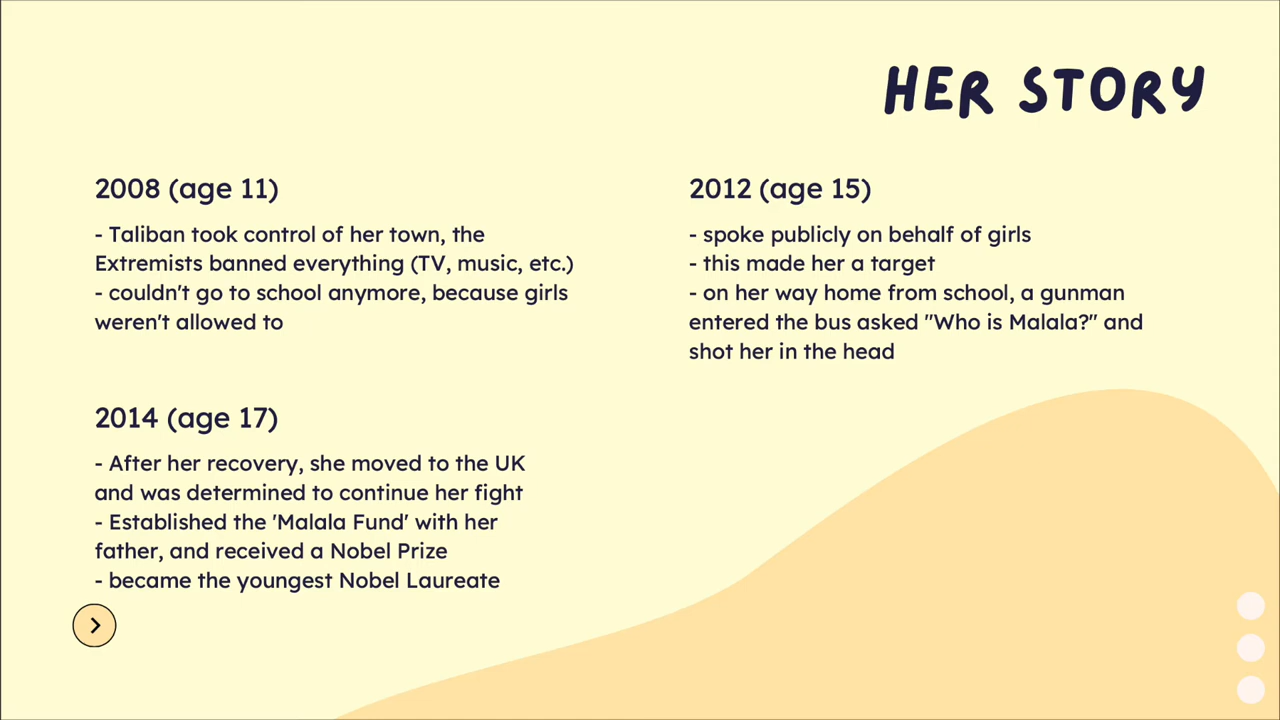 HER STORY
2008 (age 11)
- Taliban took control of her town, the
Extremists banned everything (TV, music, etc.)
- couldn't go to school anymore, because girls
weren't allowed to
2012 (age 15)
- spoke publicly on behalf of girls
- this made her a target
- on her way home from school, a gunman
entered the bus asked "Who is Malala?" and
shot her in the head
2014 (age 17)
- After her recovery, she moved to the UK
and was determined to continue her fight
- Established the 'Malala Fund' with her
father, and received a Nobel Prize
- became the youngest Nobel Laureate